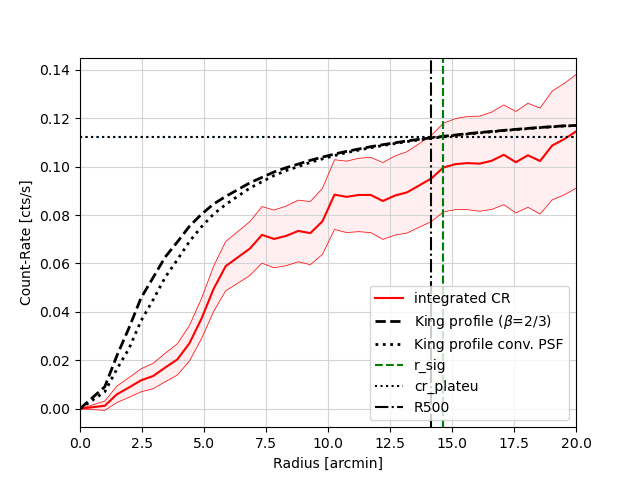 0.14
0.12
0.10
0.08
0.06
0.04
0.02
0.00
Count-Rate [cts/s]
integrated CR
King profile (β=2/3)
King profile conv. PSF
r_sig
cr_plateu
R500
0.0 2.5 5.0 7.5 10.0 12.5 15.0 17.5 20.0
Radius [arcmin]